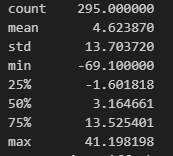 count 295.000000
mean 4.623870
std 13.703720
min -69.100000
25% -1.601818
50% 3.164661
75% 13.525401
max 41.198198